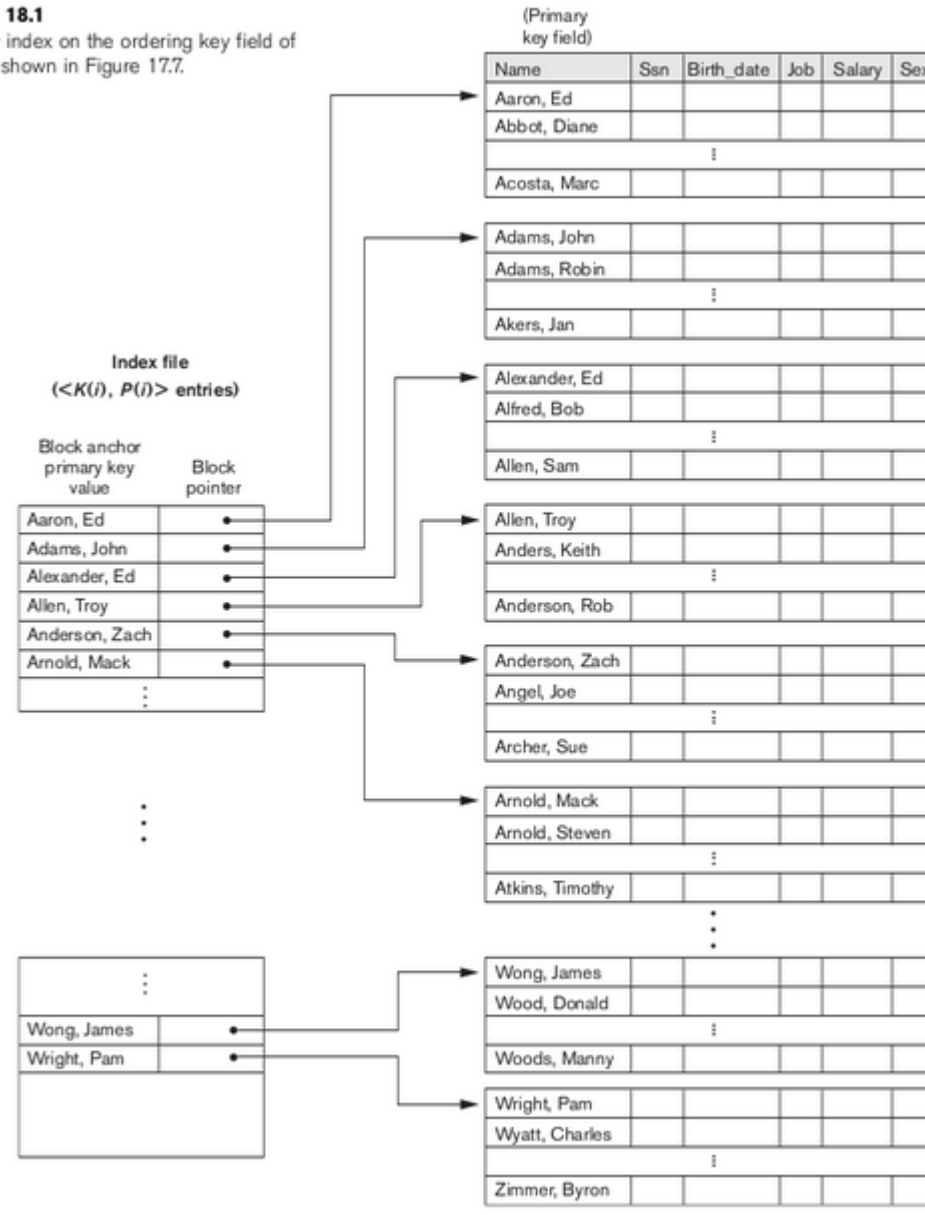 18.1
index on the ordering key field of
shown in Figure 17.7.
(Primary
key field)
Name Ssn Birth_date Job Salary Sex
Aaron, Ed
Abbot, Diane
⋮
Acosta, Marc
Adams, John
Adams, Robin
⋮
Akers, Jan
Alexander, Ed
Alfred, Bob
⋮
Allen, Sam
Allen, Troy
Anders, Keith
⋮
Anderson, Rob
Anderson, Zach
Angel, Joe
⋮
Archer, Sue
Arnold, Mack
Arnold, Steven
⋮
Atkins, Timothy
⋮
Wong, James
Wood, Donald
⋮
Woods, Manny
Wright, Pam
Wyatt, Charles
⋮
Zimmer, Byron
Index file
(<K(i), P(i)> entries)
Block anchor
primary key
value
Block
pointer
Aaron, Ed
Adams, John
Alexander, Ed
Allen, Troy
Anderson, Zach
Arnold, Mack
⋮
⋮
⋮
Wong, James
Wright, Pam